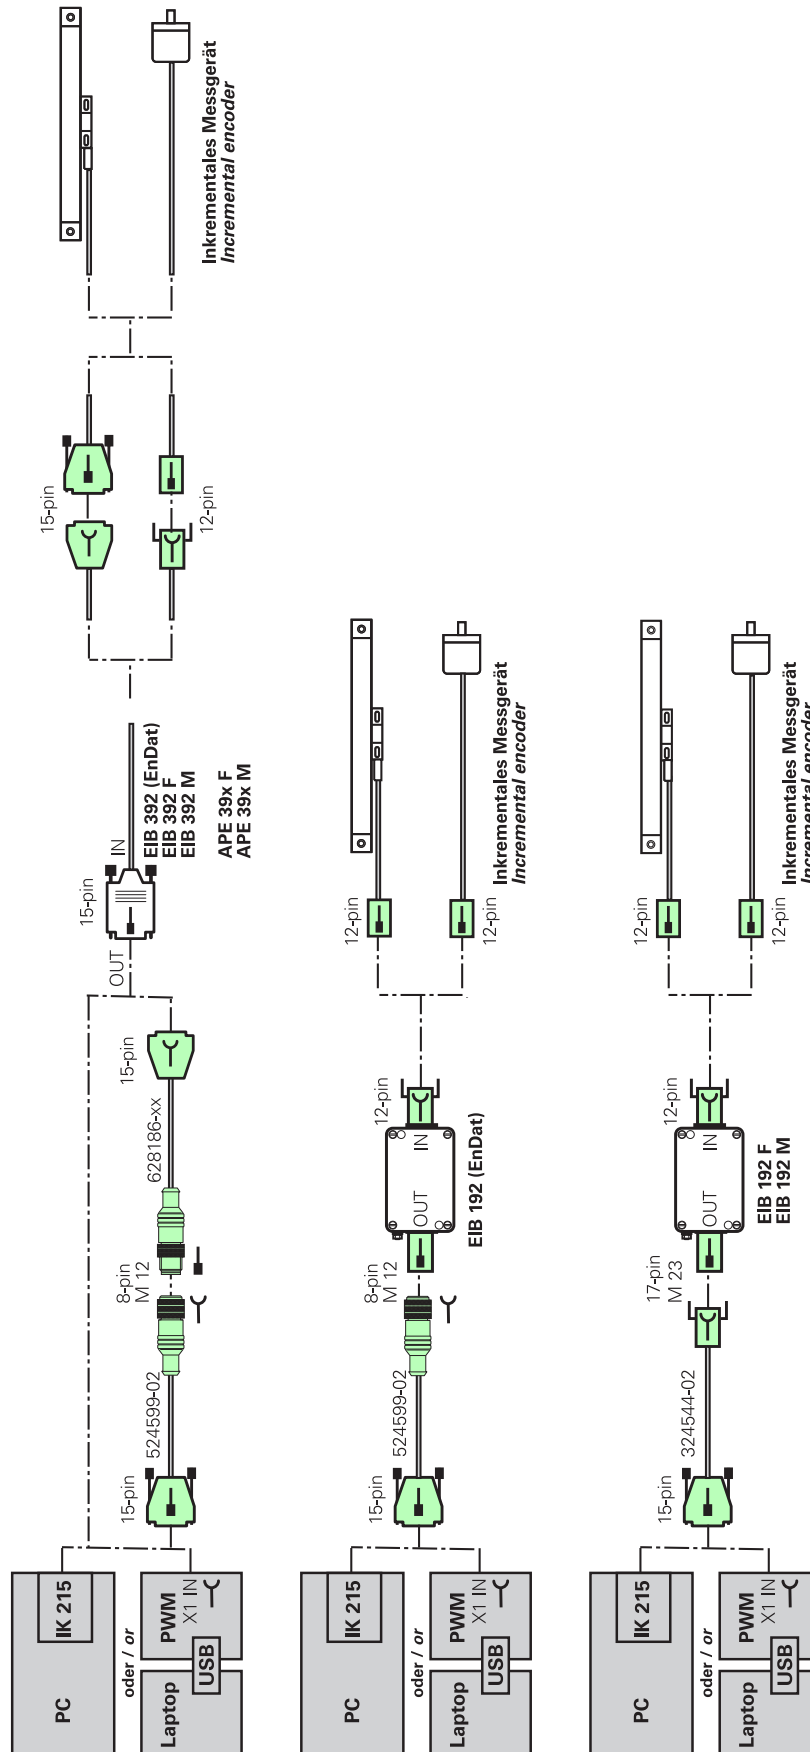 PC
IK 215
oder / or
Laptop
USB
PWM
X1 IN
15-pin
524599-02
8-pin
M 12
628186-xx
15-pin
OUT
15-pin
IN
EIB 392 (EnDat)
EIB 392 F
EIB 392 M
APE 39x F
APE 39x M
15-pin
12-pin
Inkrementales Messgerät
Incremental encoder
PC
IK 215
oder / or
Laptop
USB
PWM
X1 IN
15-pin
524599-02
8-pin
M 12
OUT
IN
EIB 192 (EnDat)
12-pin
12-pin
12-pin
Inkrementales Messgerät
Incremental encoder
PC
IK 215
oder / or
Laptop
USB
PWM
X1 IN
15-pin
324544-02
17-pin
M 23
OUT
IN
EIB 192 F
EIB 192 M
12-pin
12-pin
12-pin
Inkrementales Messgerät
Incremental encoder